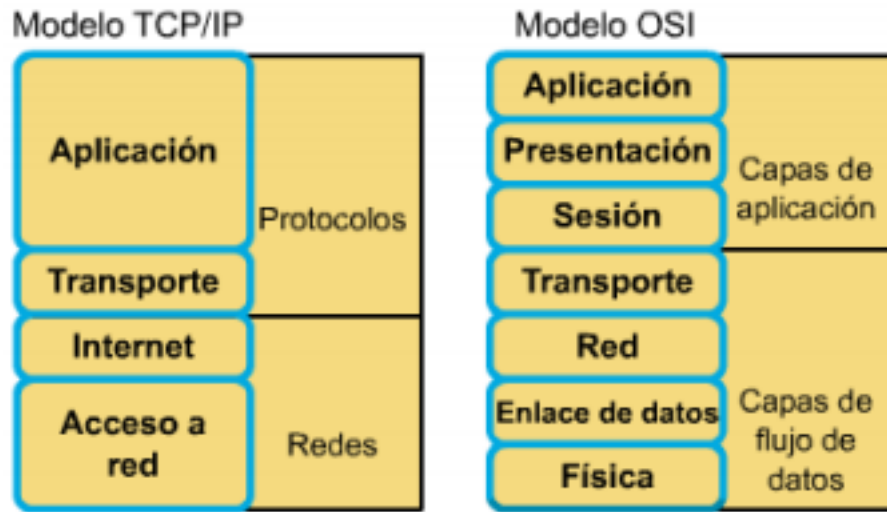 Modelo TCP/IP
Aplicación
Transporte
Internet
Acceso a
red
Protocolos
Redes
Modelo OSI
Aplicación
Presentación
Sesión
Transporte
Red
Enlace de datos
Física
Capas de
aplicación
Capas de
flujo de
datos